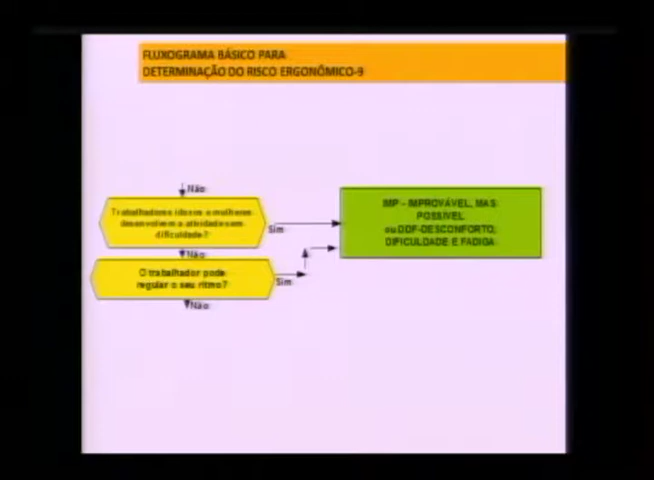 FLUXOGRAMA BÁSICO PARA
DETERMINAÇÃO DO RISCO ERGONÔMICO-9
Não
Trabalhadores idosos e mulheres
desenvolvem a atividade sem
dificuldade?
Sim
IMP - IMPROVÁVEL, MAS
POSSÍVEL
ou DDF-DESCONFORTO,
DIFICULDADE E FADIGA
Não
O trabalhador pode
regular o seu ritmo?
Sim
Não